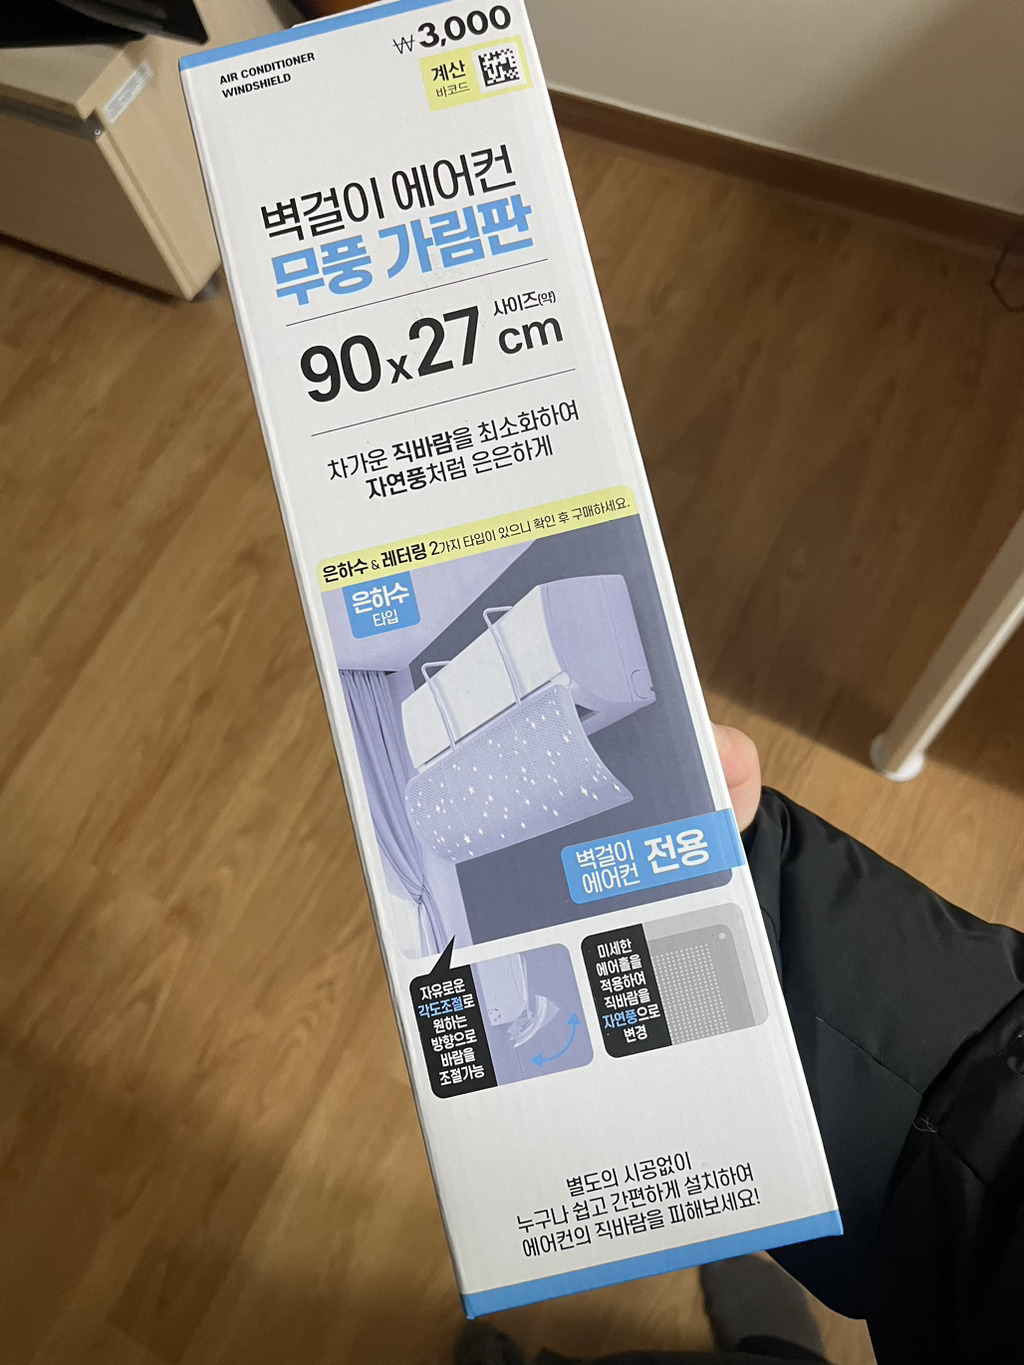 AIR CONDITIONER
WINDSHIELD
₩3,000
계산
바코드
벽걸이 에어컨
무풍 가림판
90x27 cm
사이즈(약)
차가운 직바람을 최소화하여
자연풍처럼 은은하게
은하수 & 레터링 2가지 타입이 있으니 확인 후 구매하세요.
은하수
타입
벽걸이
에어컨
전용
자유로운
각도조절로
원하는
방향으로
바람을
조절가능
미세한
에어홀을
적용하여
직바람을
자연풍으로
변경
별도의 시공없이
누구나 쉽고 간편하게 설치하여
에어컨의 직바람을 피해보세요!